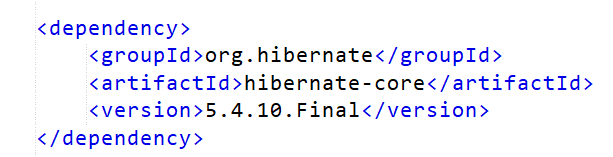 <dependency>
    <groupId>org.hibernate</groupId>
    <artifactId>hibernate-core</artifactId>
    <version>5.4.10.Final</version>
</dependency>